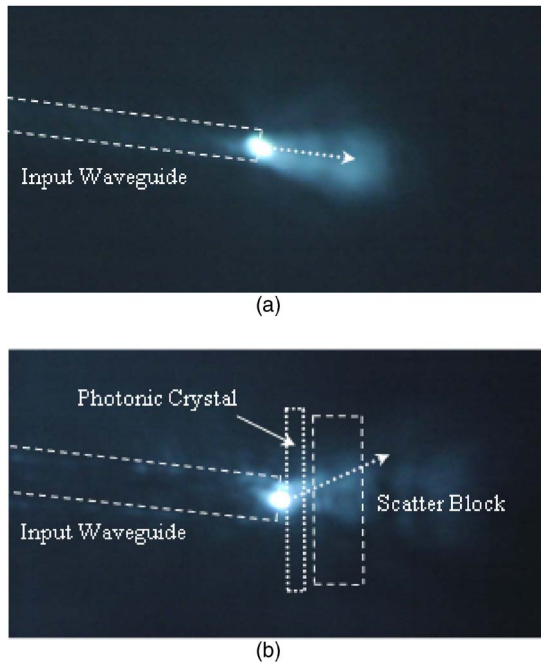 Input Waveguide
(a)
Photonic Crystal
Scatter Block
Input Waveguide
(b)